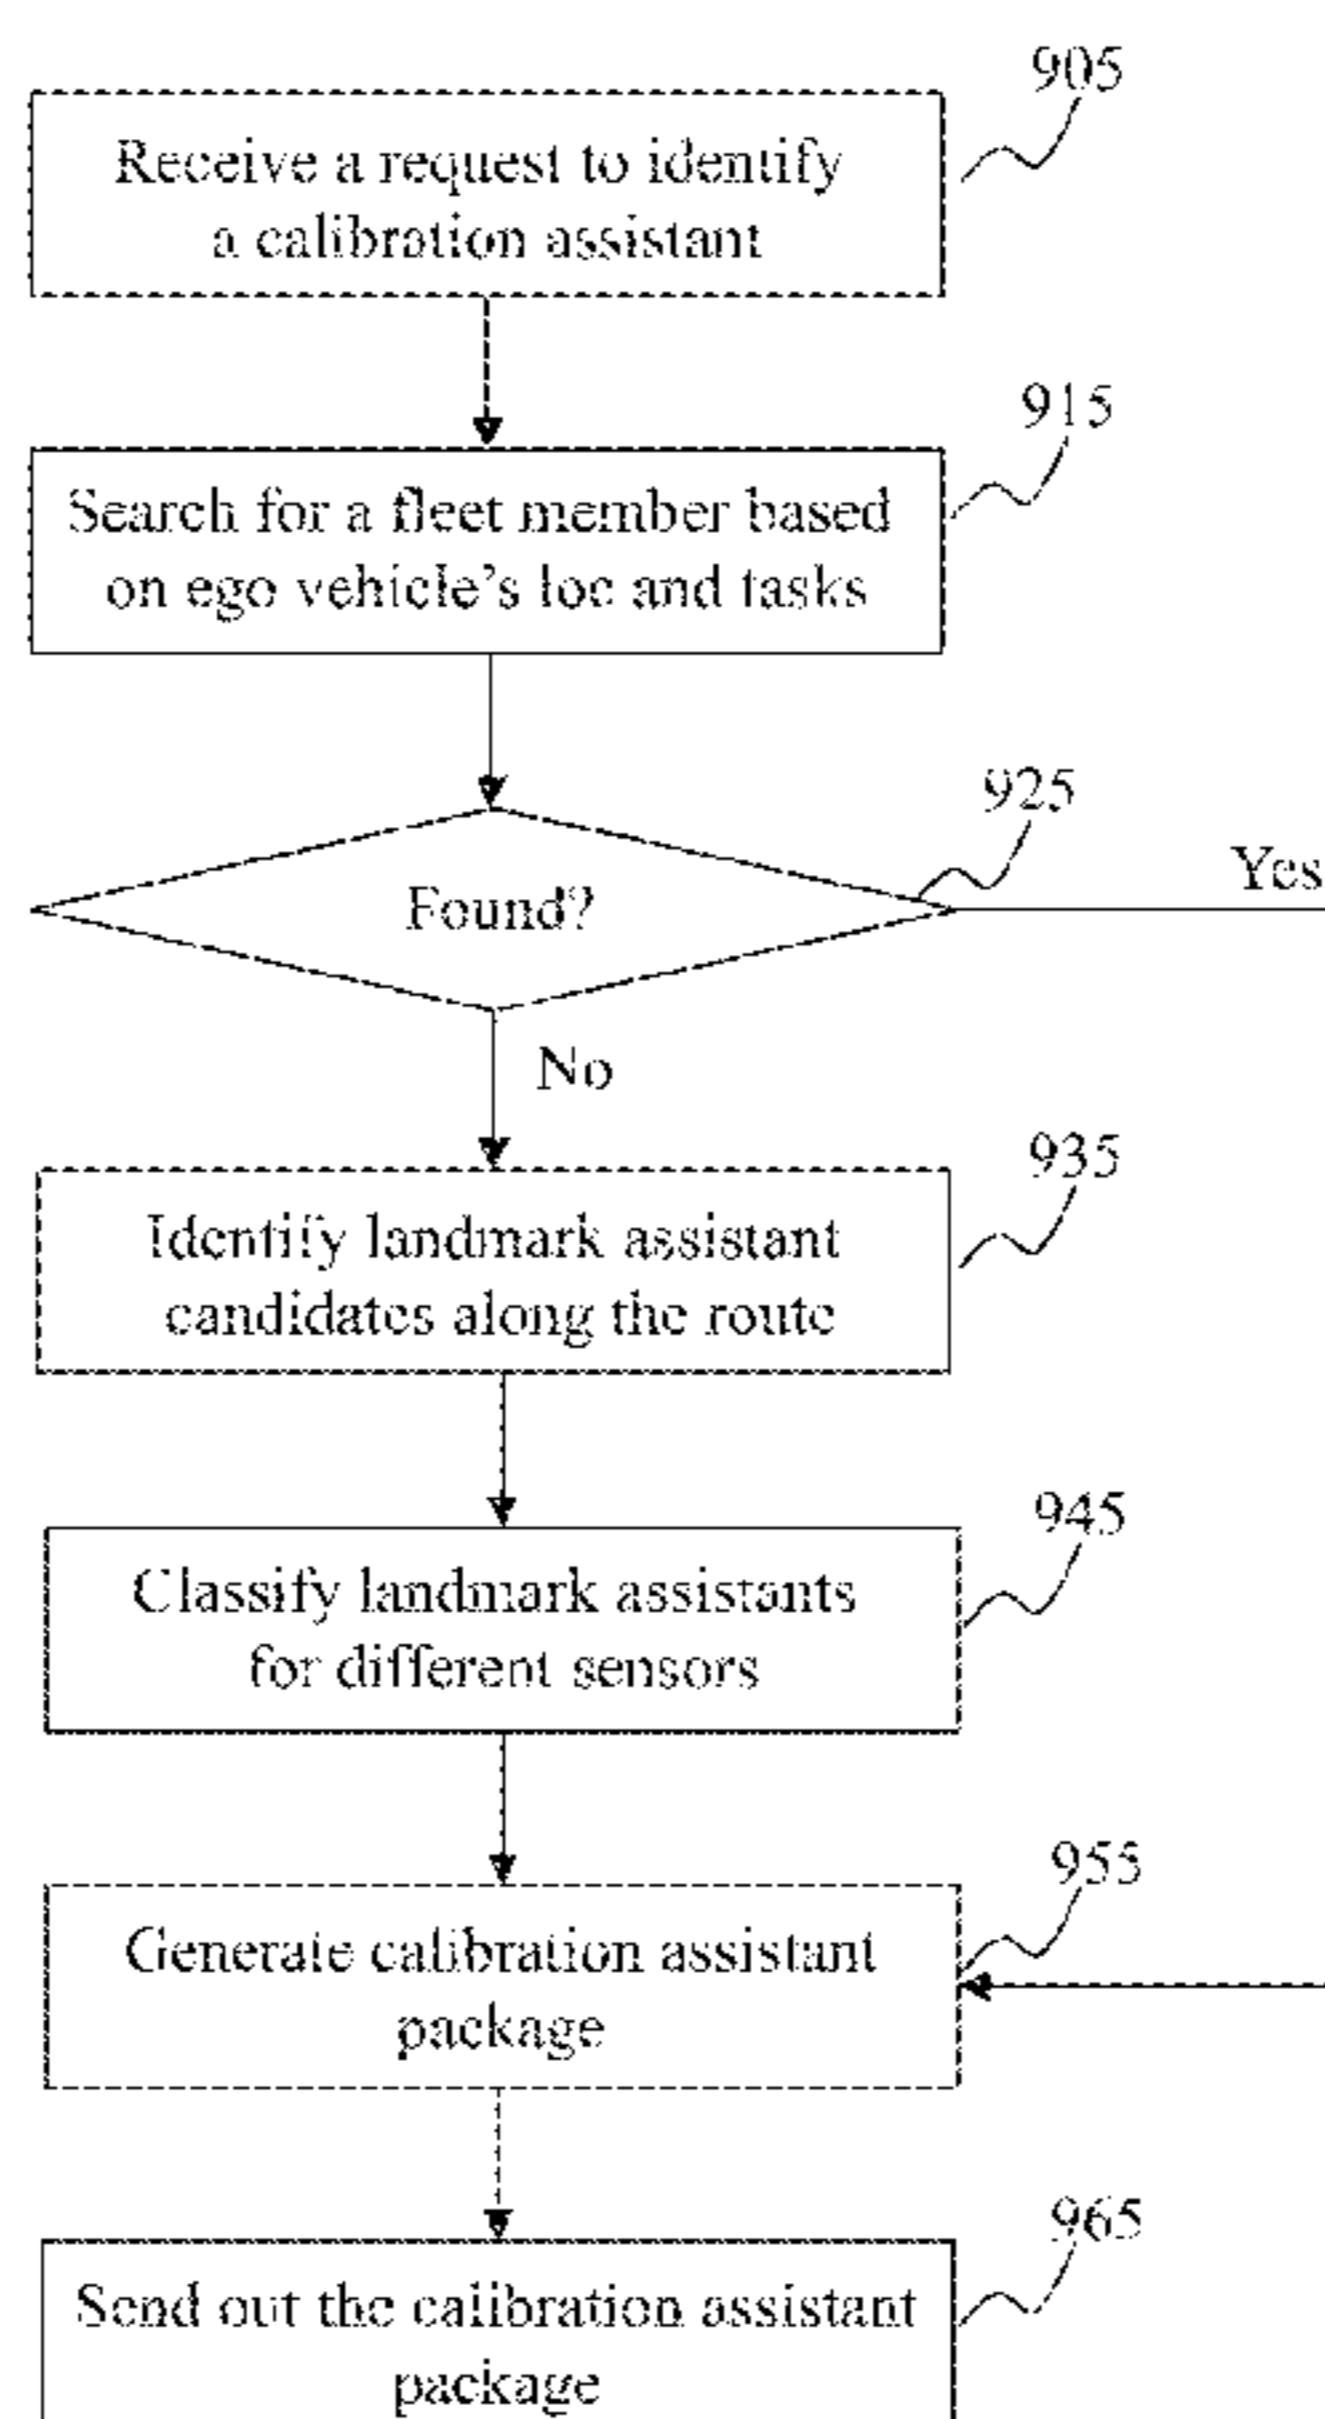 905
Receive a request to identify
a calibration assistant
915
Search for a fleet member based
on ego vehicle's loc and tasks
925
Yes
Found?
No
935
Identify landmark assistant
candidates along the route
945
Classify landmark assistants
for different sensors
955
Generate calibration assistant
package
965
Send out the calibration assistant
package